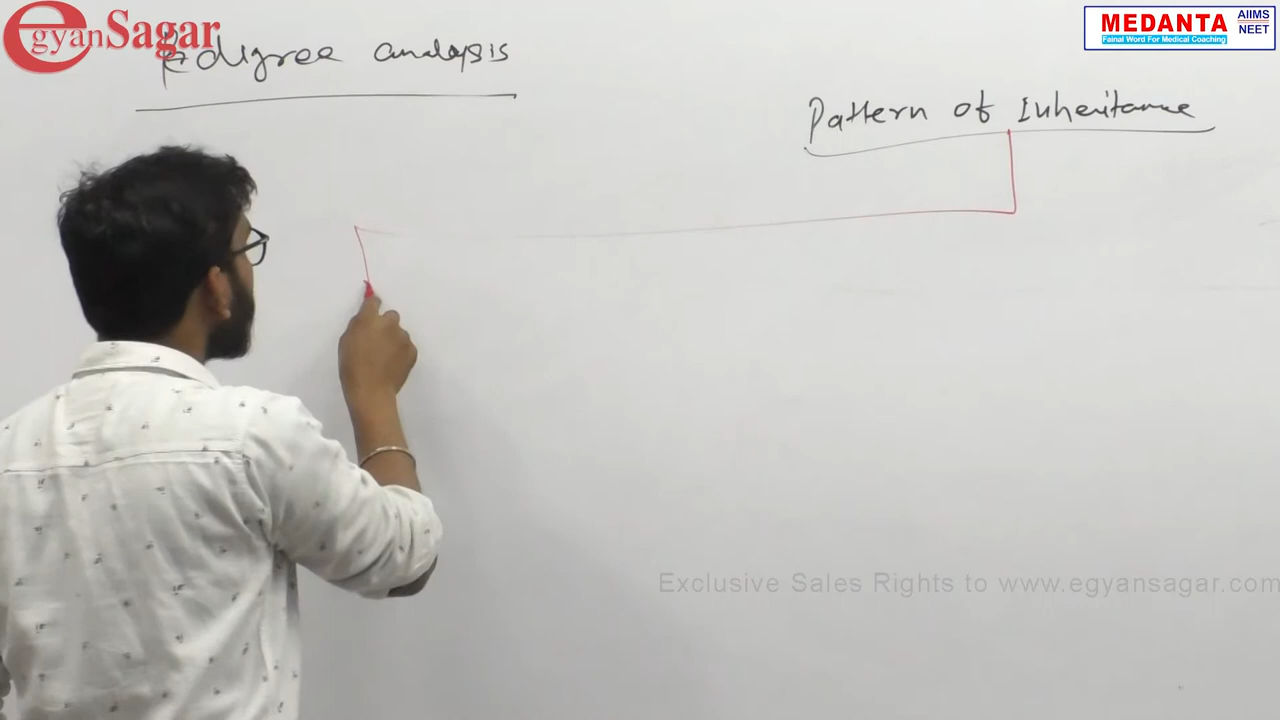 egyanSagar
MEDANTA
Fainal Word For Medical Coaching
AIIMS
NEET
Pedigree analysis
Pattern of Inheritance
Exclusive Sales Rights to www.egyansagar.com